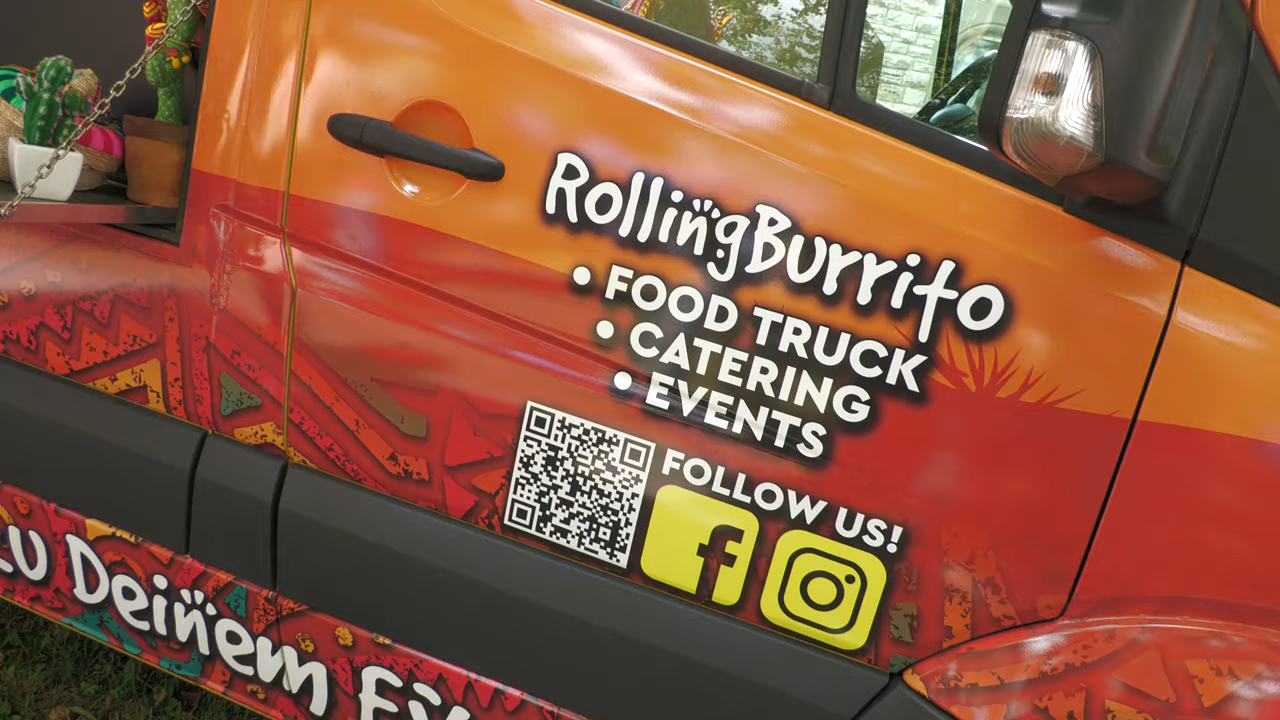 RollingBurrito
• FOOD TRUCK
• CATERING
• EVENTS
FOLLOW US!
Deinem